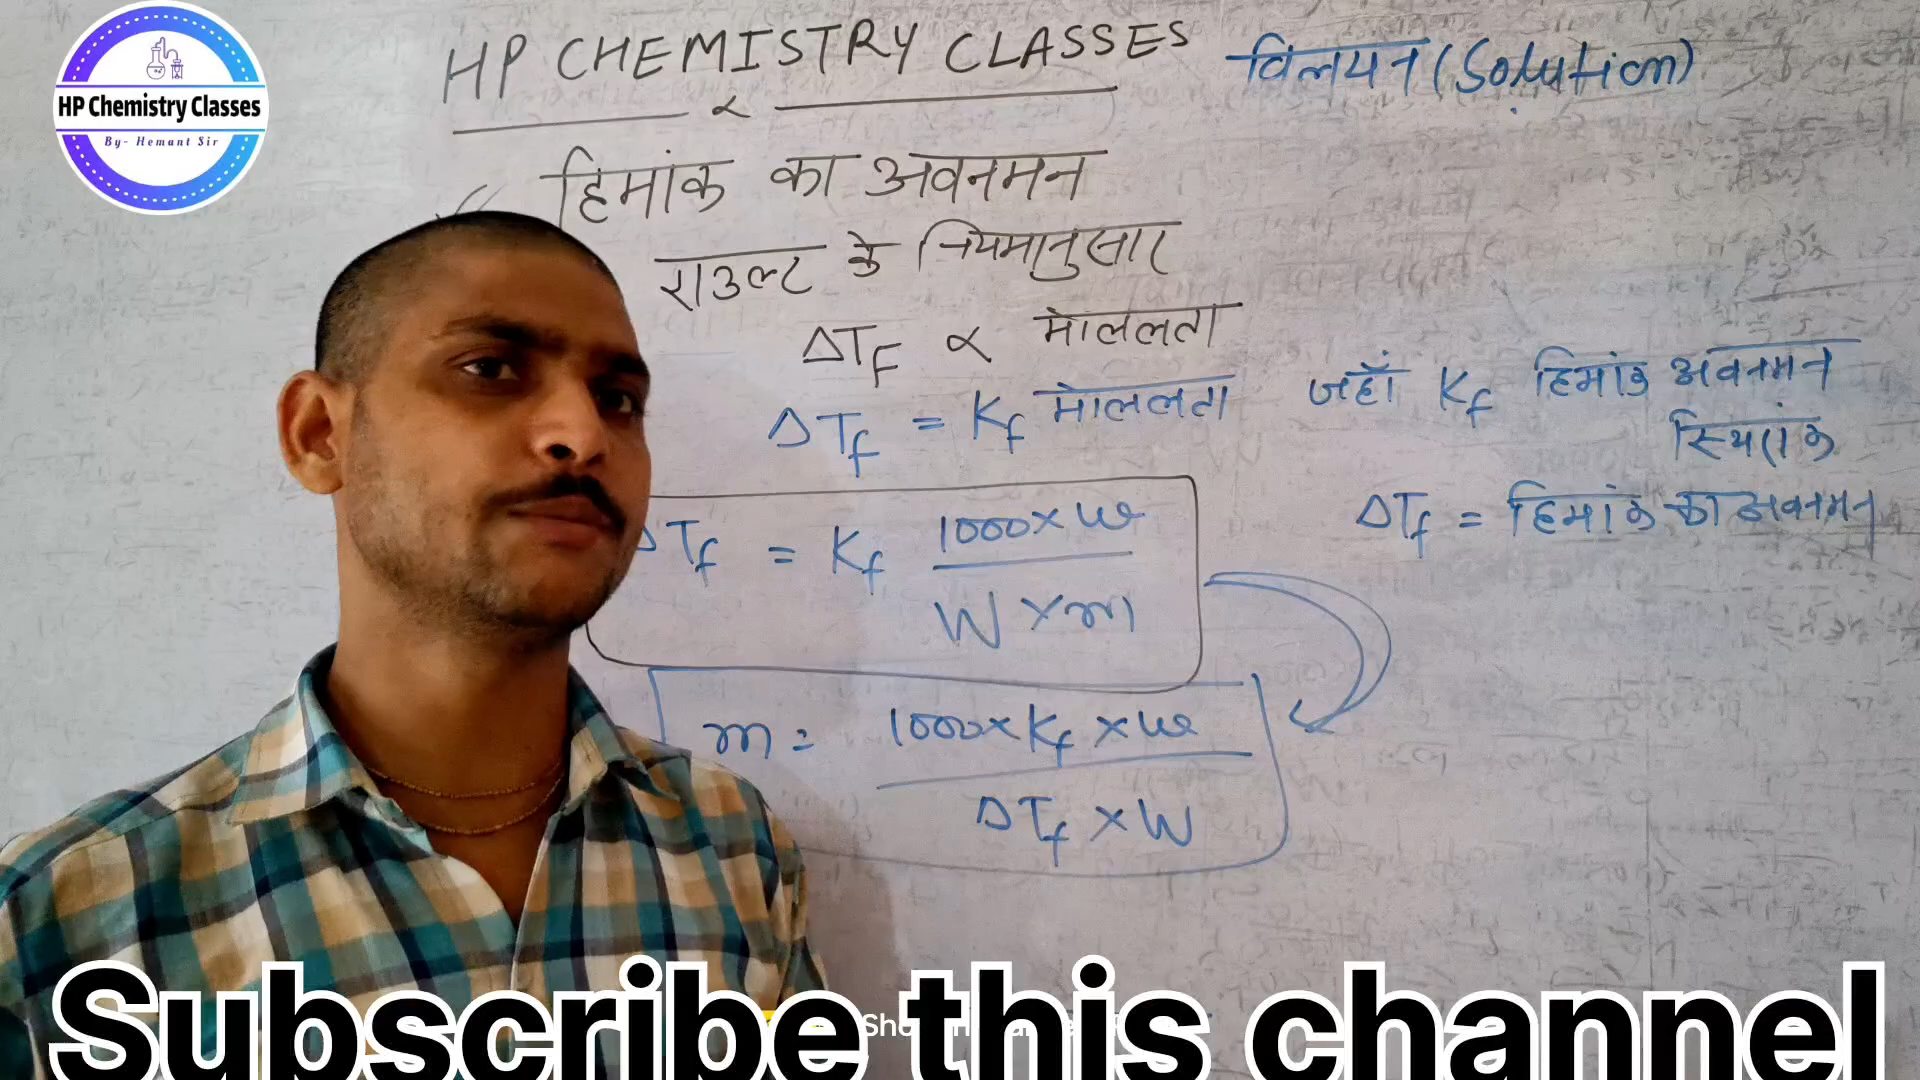 HP Chemistry Classes
By- Hemant Sir
HP CHEMISTRY CLASSES
विलयन (Solution)
हिमांक का अवनमन
राउल्ट के नियमानुसार
ΔTF ∝ मोललता
ΔTf = Kf मोललता
जहाँ Kf हिमांक अवनमन
स्थिरांक
ΔTf = Kf 1000×w
W × m
ΔTf = हिमांक का अवनमन
m = 1000×Kf ×w
ΔTf × W
Subscribe this channel